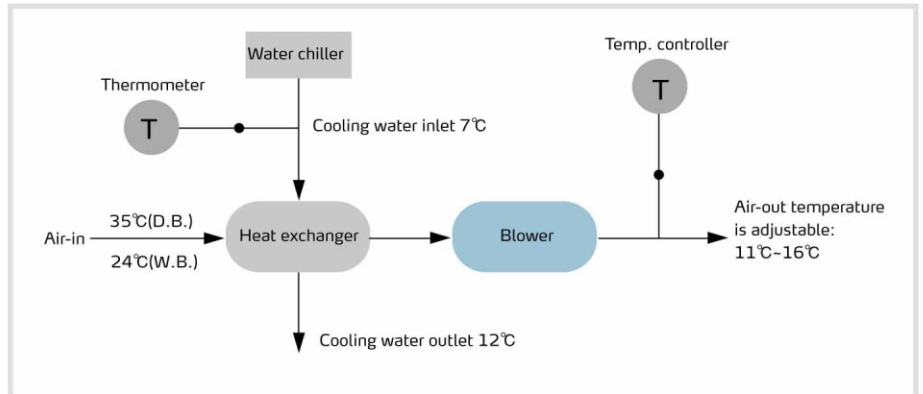 Water chiller
Temp. controller
Thermometer
T
T
Cooling water inlet 7℃
35℃(D.B.)
Air-in
24℃(W.B.)
Heat exchanger
Blower
Air-out temperature
is adjustable:
11℃~16℃
Cooling water outlet 12℃